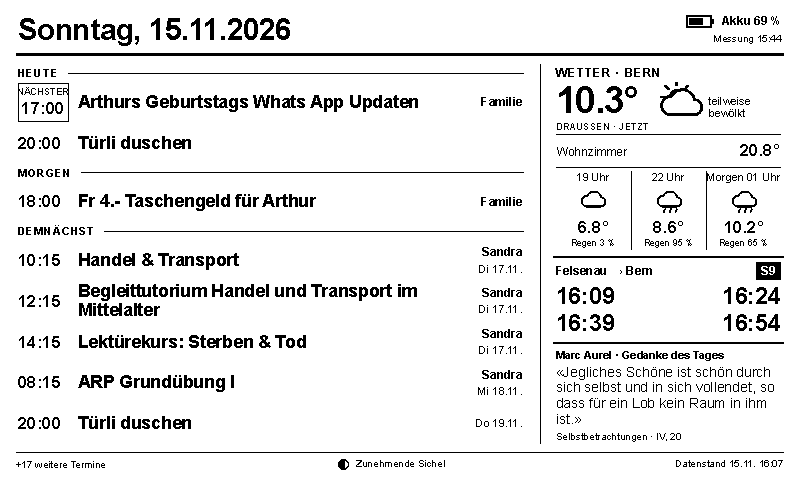 Sonntag, 15.11.2026
Akku 69 %
Messung 15:44
HEUTE
NÄCHSTER
17:00 Arthurs Geburtstags Whats App Updaten Familie
20:00 Türli duschen
MORGEN
18:00 Fr 4.- Taschengeld für Arthur Familie
DEMNÄCHST
10:15 Handel & Transport Sandra
Di 17.11.
12:15 Begleittutorium Handel und Transport im Sandra
Mittelalter Di 17.11.
14:15 Lektürekurs: Sterben & Tod Sandra
Di 17.11.
08:15 ARP Grundübung I Sandra
Mi 18.11.
20:00 Türli duschen Do 19.11.
WETTER · BERN
10.3° teilweise
bewölkt
DRAUSSEN · JETZT
Wohnzimmer 20.8°
19 Uhr 22 Uhr Morgen 01 Uhr
6.8° 8.6° 10.2°
Regen 3 % Regen 95 % Regen 65 %
Felsenau › Bern S9
16:09 16:24
16:39 16:54
Marc Aurel · Gedanke des Tages
«Jegliches Schöne ist schön durch
sich selbst und in sich vollendet, so
dass für ein Lob kein Raum in ihm
ist.»
Selbstbetrachtungen · IV, 20
+17 weitere Termine
Zunehmende Sichel
Datenstand 15.11. 16:07